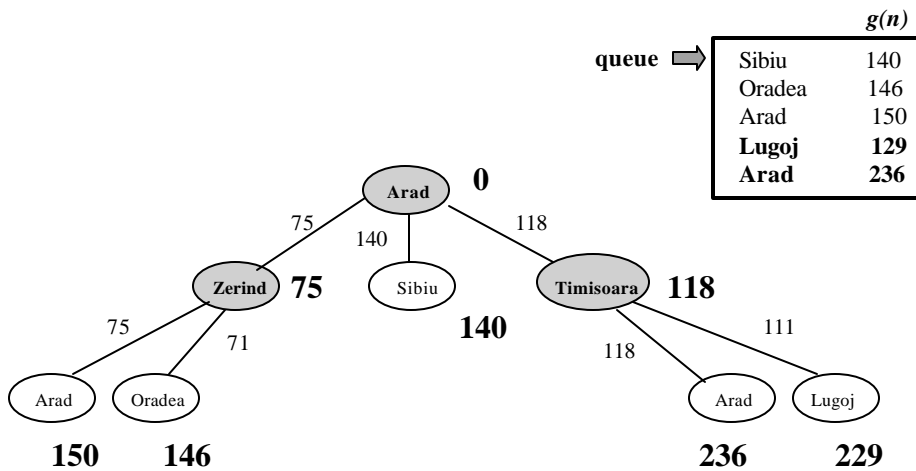 g(n)
queue
Sibiu 140
Oradea 146
Arad 150
Lugoj 129
Arad 236
Arad 0
75 140 118
Zerind 75
Sibiu
Timisoara 118
140
75 71 118 111
Arad Oradea Arad Lugoj
150 146 236 229